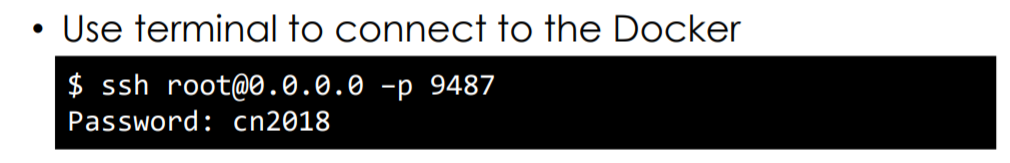 • Use terminal to connect to the Docker
$ ssh root@0.0.0.0 –p 9487
Password: cn2018